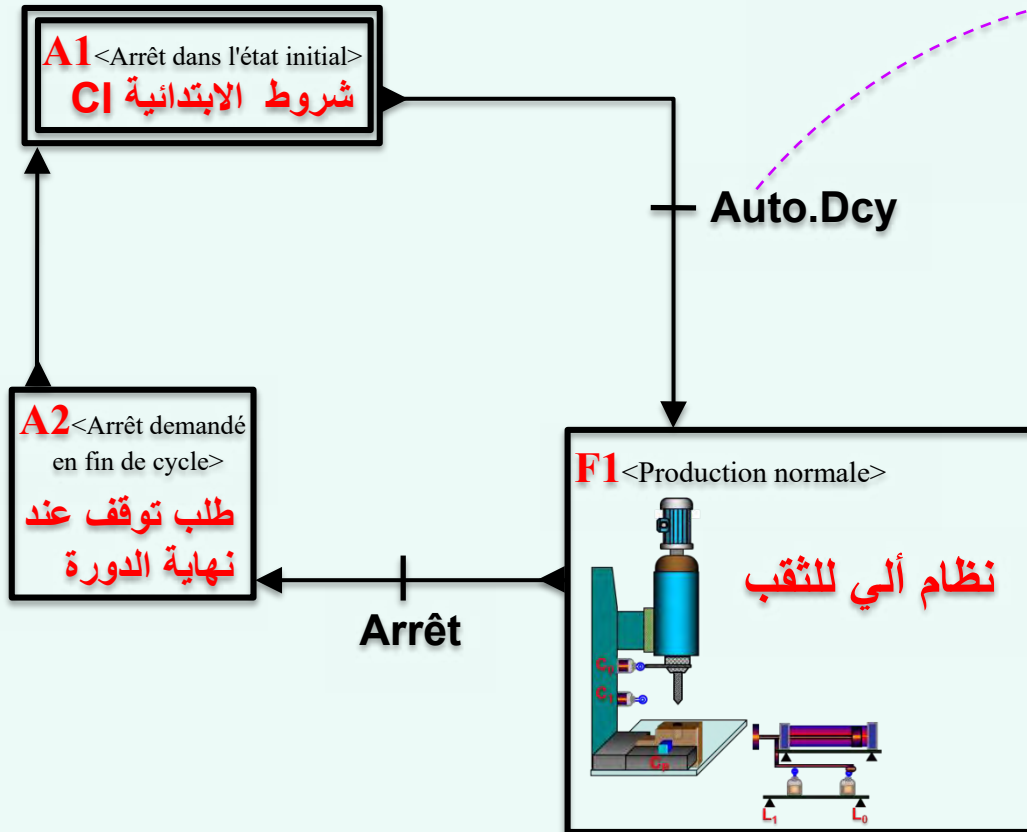 A1<Arrêt dans l'état initial>
شروط الابتدائية CI
Auto.Dcy
A2<Arrêt demandé
en fin de cycle>
طلب توقف عند
نهاية الدورة
Arrêt
F1<Production normale>
نظام ألي للثقب
C₀
C₁
Cₚ
L₁ L₀